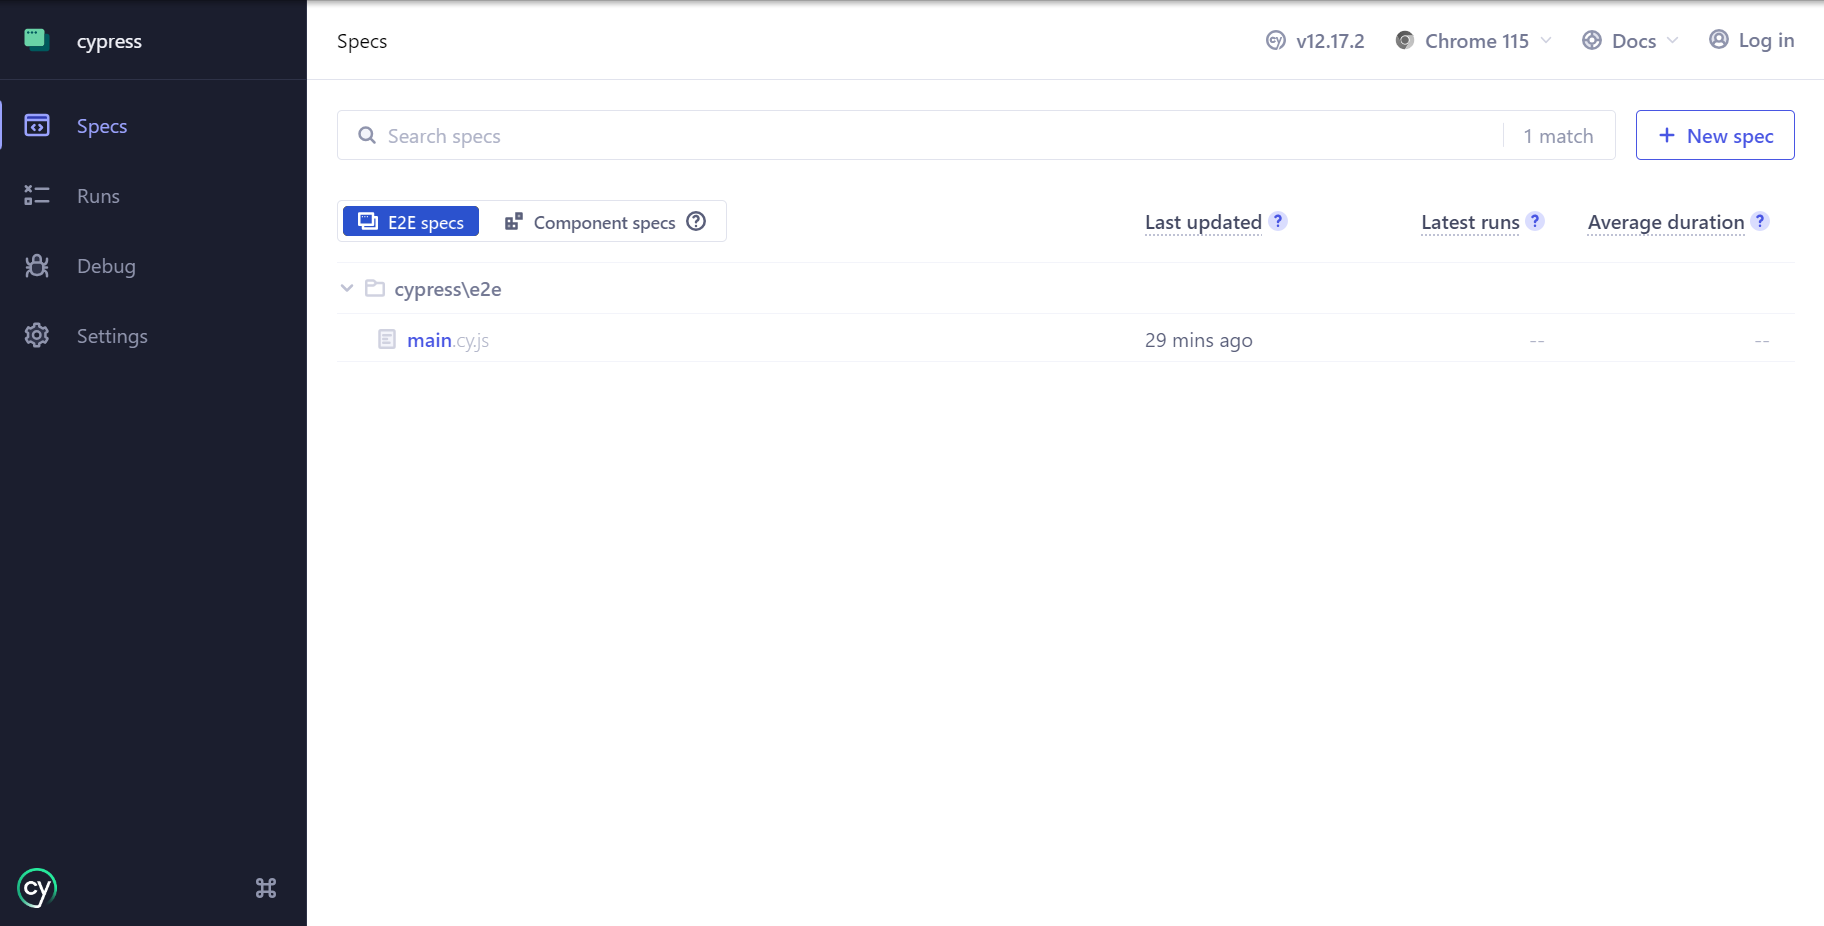 cypress
Specs
Runs
Debug
Settings
cy
Specs
cy v12.17.2 Chrome 115 Docs Log in
Search specs 1 match + New spec
E2E specs Component specs ? Last updated ? Latest runs ? Average duration ?
cypress\e2e
main.cy.js 29 mins ago -- --